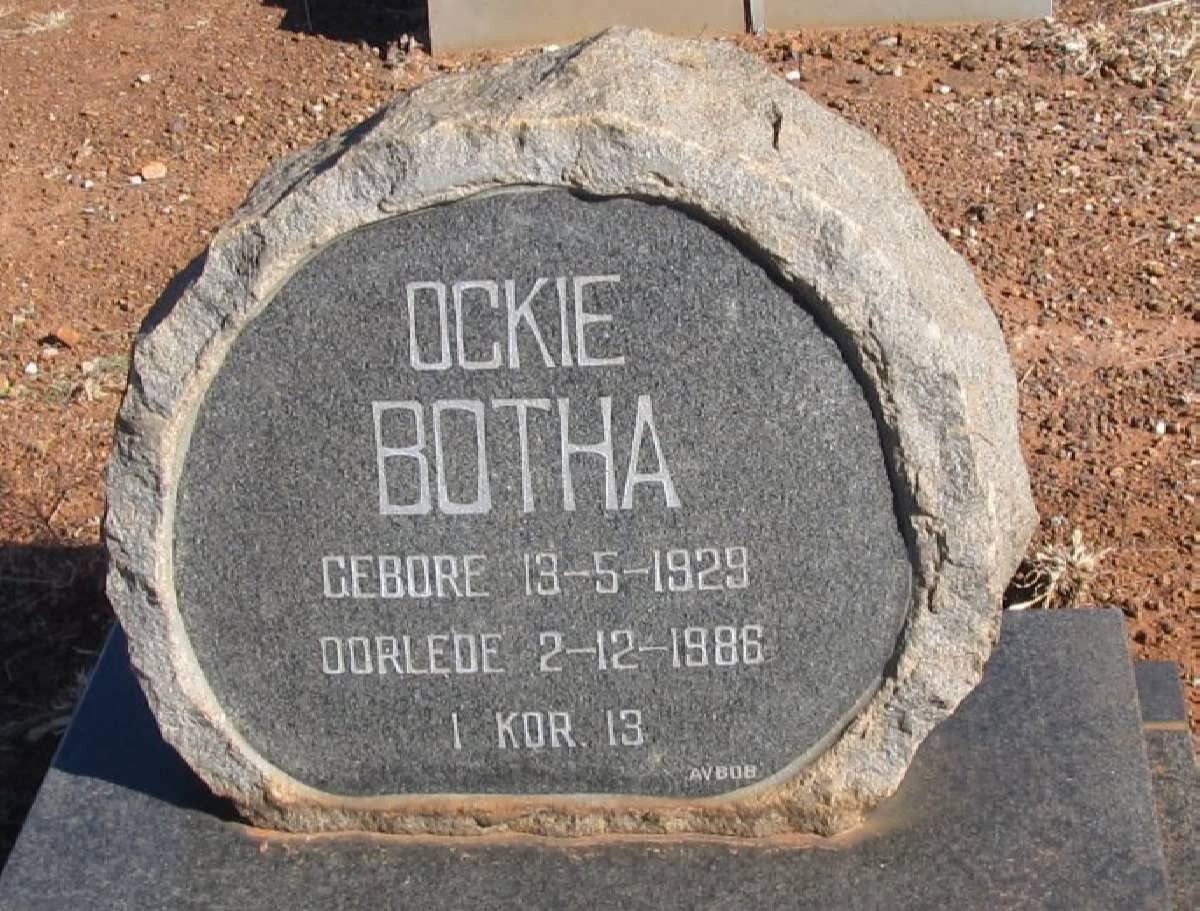 OCKIE
BOTHA
GEBORE 13-5-1929
OORLEDE 2-12-1986
1 KOR. 13
AVBOB